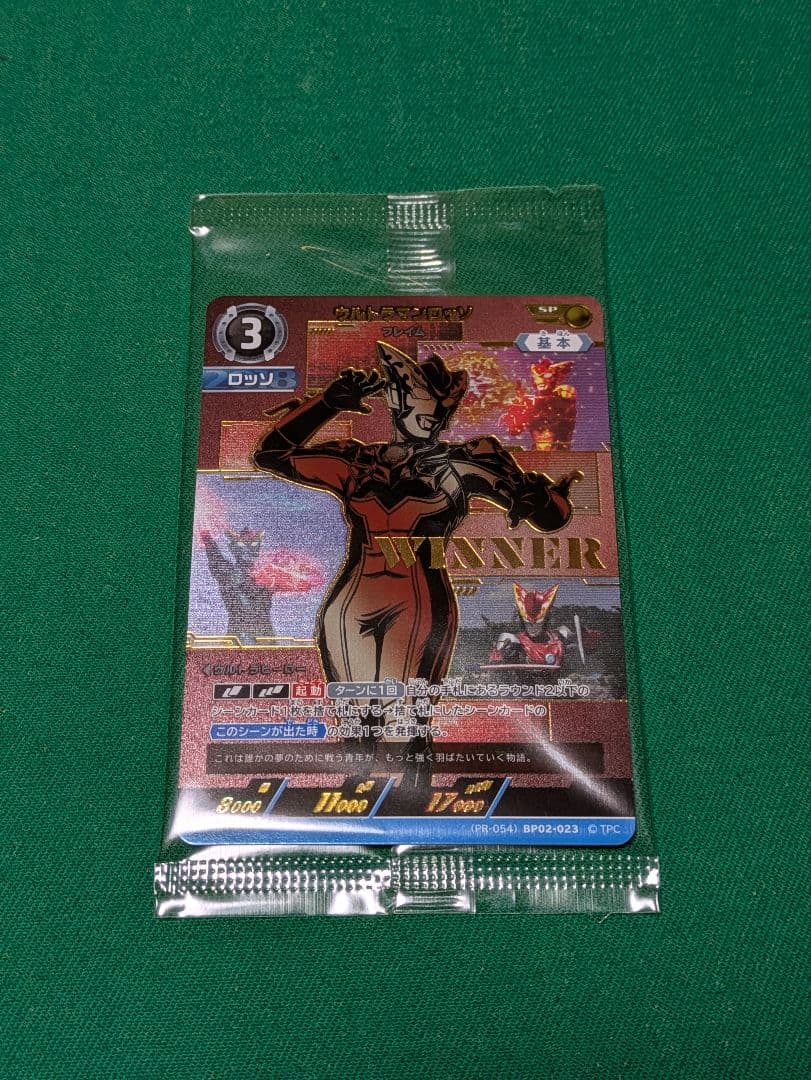 ウルトラマンロッソ
フレイム
SP
3
きほん
基本
ロッソ
WINNER
起動 ターンに1回 自分の手札にあるラウンド2以下の
シーンカード1枚を捨て札にする→捨て札にしたシーンカードの
このシーンが出た時 の効果1つを発揮する。
これは誰かの夢のために戦う青年が、もっと強く羽ばたいていく物語。
8000 11000 17000
(PR-054) BP02-023 © TPC